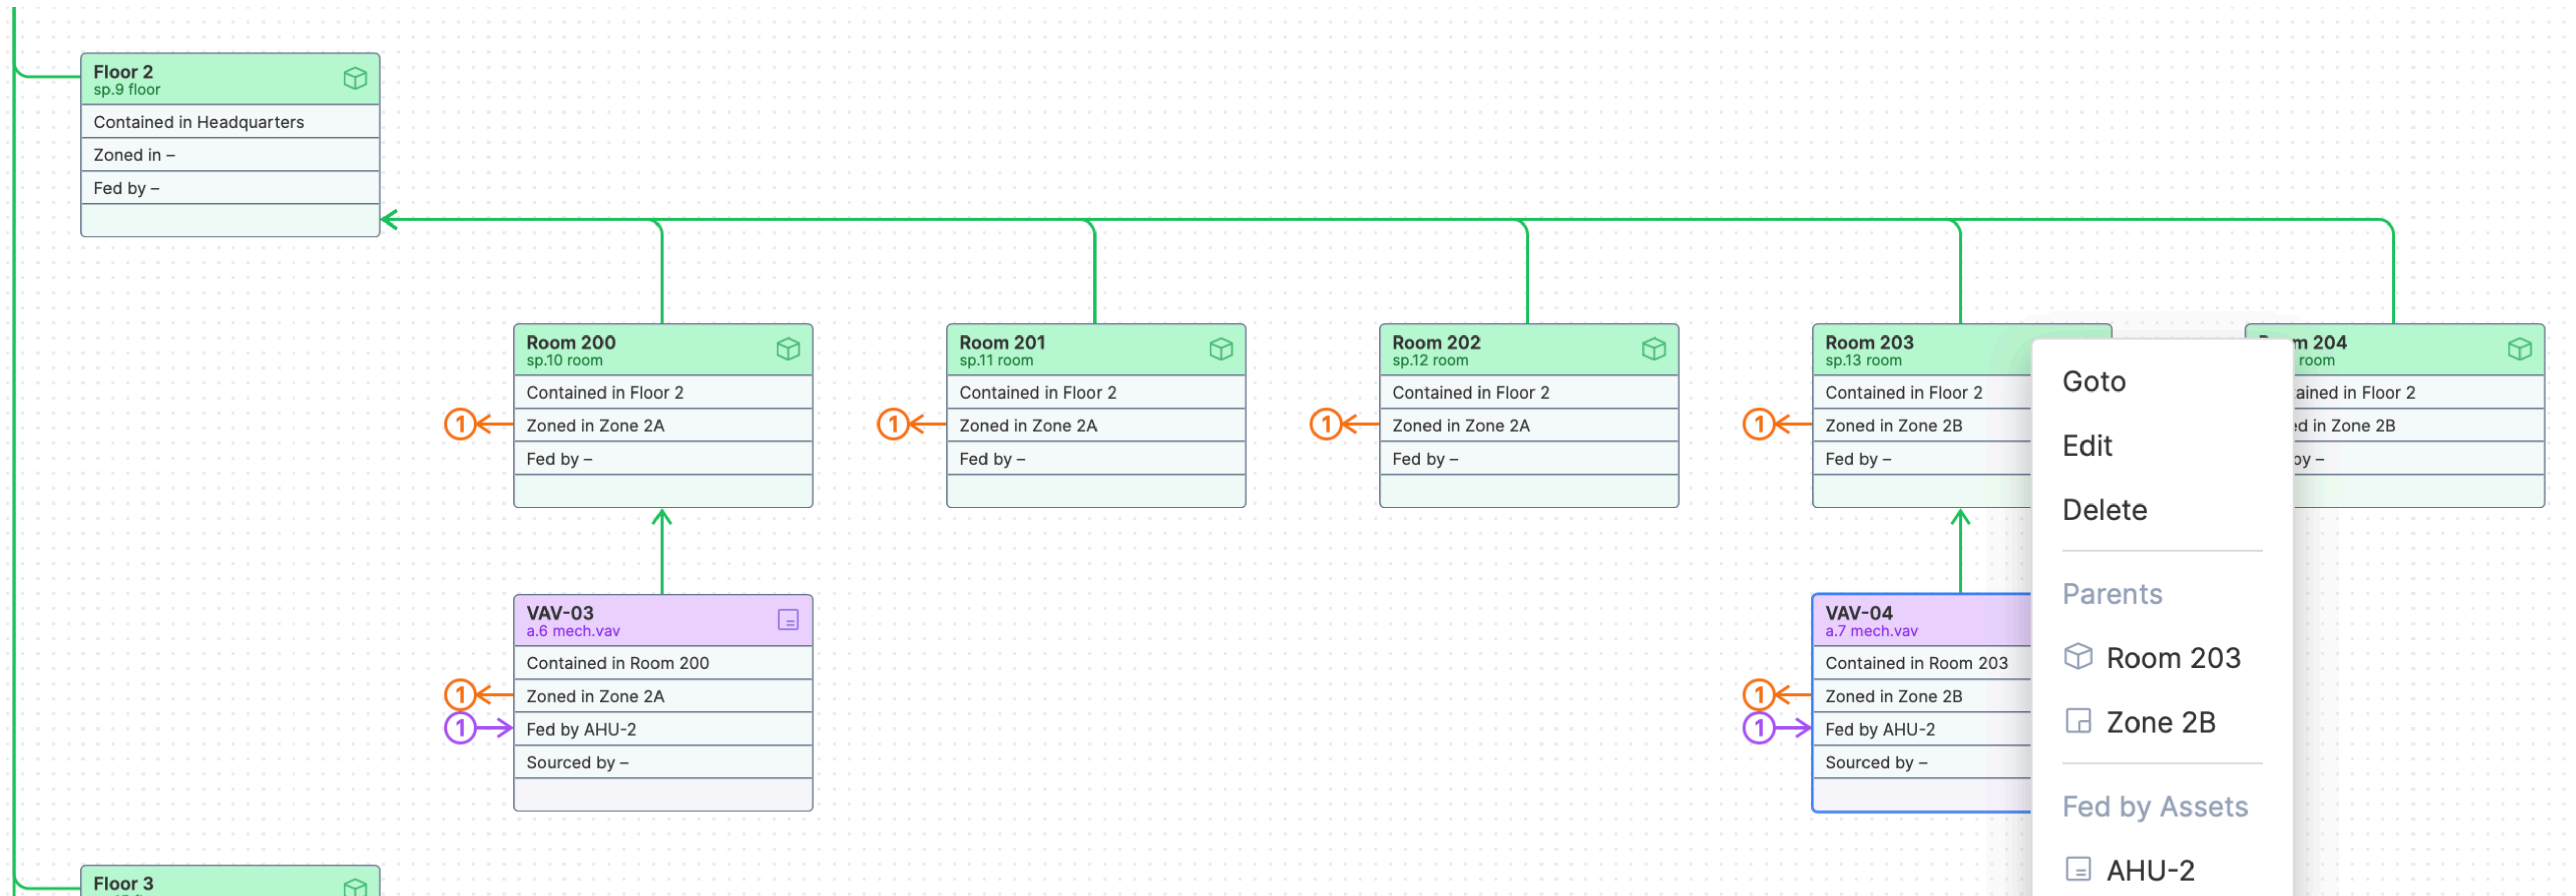 Floor 2
sp.9 floor
Contained in Headquarters
Zoned in –
Fed by –
Room 200
sp.10 room
Contained in Floor 2
1
Zoned in Zone 2A
Fed by –
Room 201
sp.11 room
Contained in Floor 2
1
Zoned in Zone 2A
Fed by –
Room 202
sp.12 room
Contained in Floor 2
1
Zoned in Zone 2A
Fed by –
Room 203
sp.13 room
Contained in Floor 2
1
Zoned in Zone 2B
Fed by –
204
room
in Floor 2
in Zone 2B
–
VAV-03
a.6 mech.vav
Contained in Room 200
1
Zoned in Zone 2A
1
Fed by AHU-2
Sourced by –
VAV-04
a.7 mech.vav
Contained in Room 203
1
Zoned in Zone 2B
1
Fed by AHU-2
Sourced by –
Goto
Edit
Delete
Parents
Room 203
Zone 2B
Fed by Assets
AHU-2
Floor 3